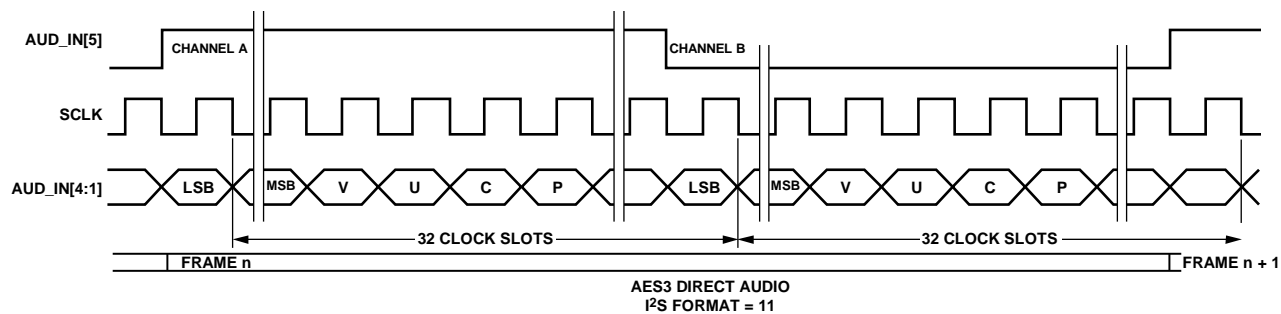 AUD_IN[5] CHANNEL A CHANNEL B
SCLK
AUD_IN[4:1] LSB MSB V U C P LSB MSB V U C P
32 CLOCK SLOTS 32 CLOCK SLOTS
FRAME n FRAME n + 1
AES3 DIRECT AUDIO
I²S FORMAT = 11